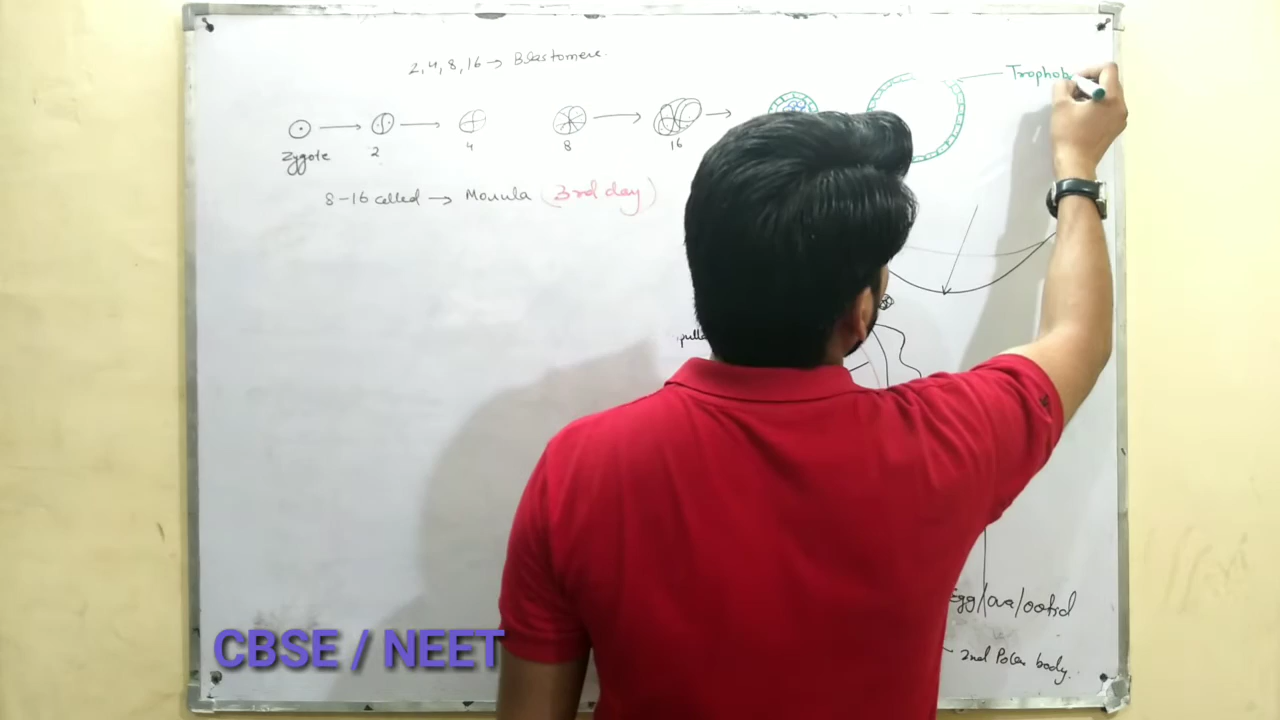 2, 4, 8, 16 → Blastomere.
Trophob
Zygote
2
4
8
16
8-16 celled → Morula (3rd day)
Egg/ova/ootid
2nd Polar body.
CBSE / NEET